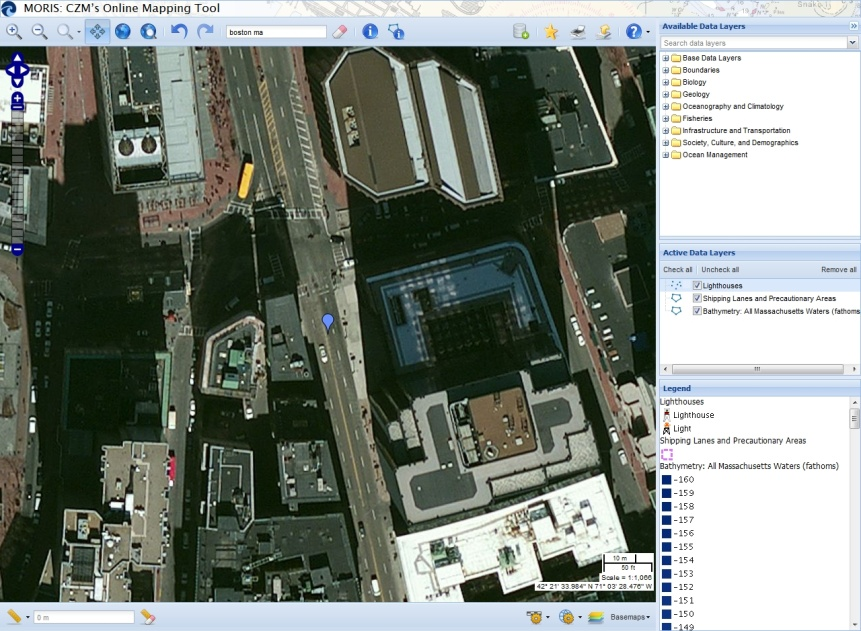 MORIS: CZM's Online Mapping Tool
boston ma
Available Data Layers
Search data layers
Base Data Layers
Boundaries
Biology
Geology
Oceanography and Climatology
Fisheries
Infrastructure and Transportation
Society, Culture, and Demographics
Ocean Management
Active Data Layers
Check all Uncheck all Remove all
Lighthouses
Shipping Lanes and Precautionary Areas
Bathymetry: All Massachusetts Waters (fathoms
Legend
Lighthouses
Lighthouse
Light
Shipping Lanes and Precautionary Areas
Bathymetry: All Massachusetts Waters (fathoms)
-160
-159
-158
-157
-156
-155
-154
-153
-152
-151
-150
-149
10 m
50 ft
Scale = 1:1,066
42° 21' 33.984" N 71° 03' 28.476" W
0 m
Basemaps